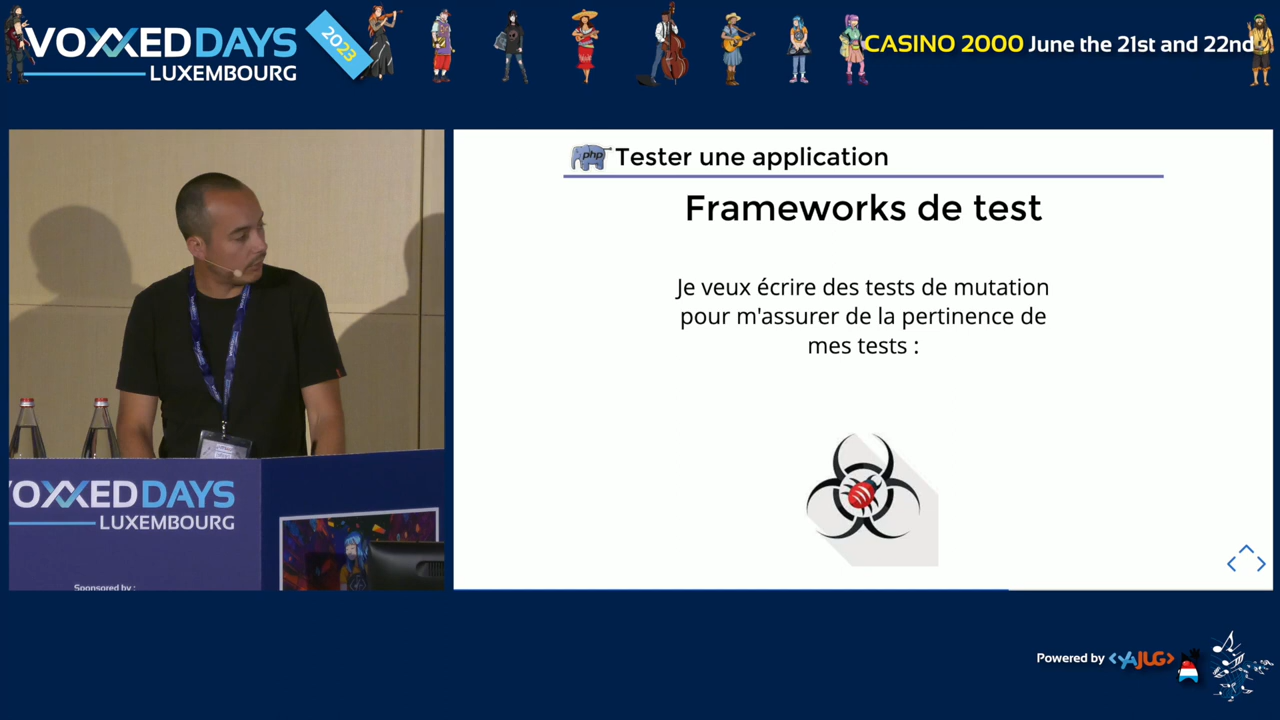 VOXXED DAYS
LUXEMBOURG
2023
CASINO 2000 June the 21st and 22nd
php Tester une application
Frameworks de test
Je veux écrire des tests de mutation
pour m'assurer de la pertinence de
mes tests :
VOXXED DAYS
LUXEMBOURG
Sponsored by :
Powered by <YAJUG>